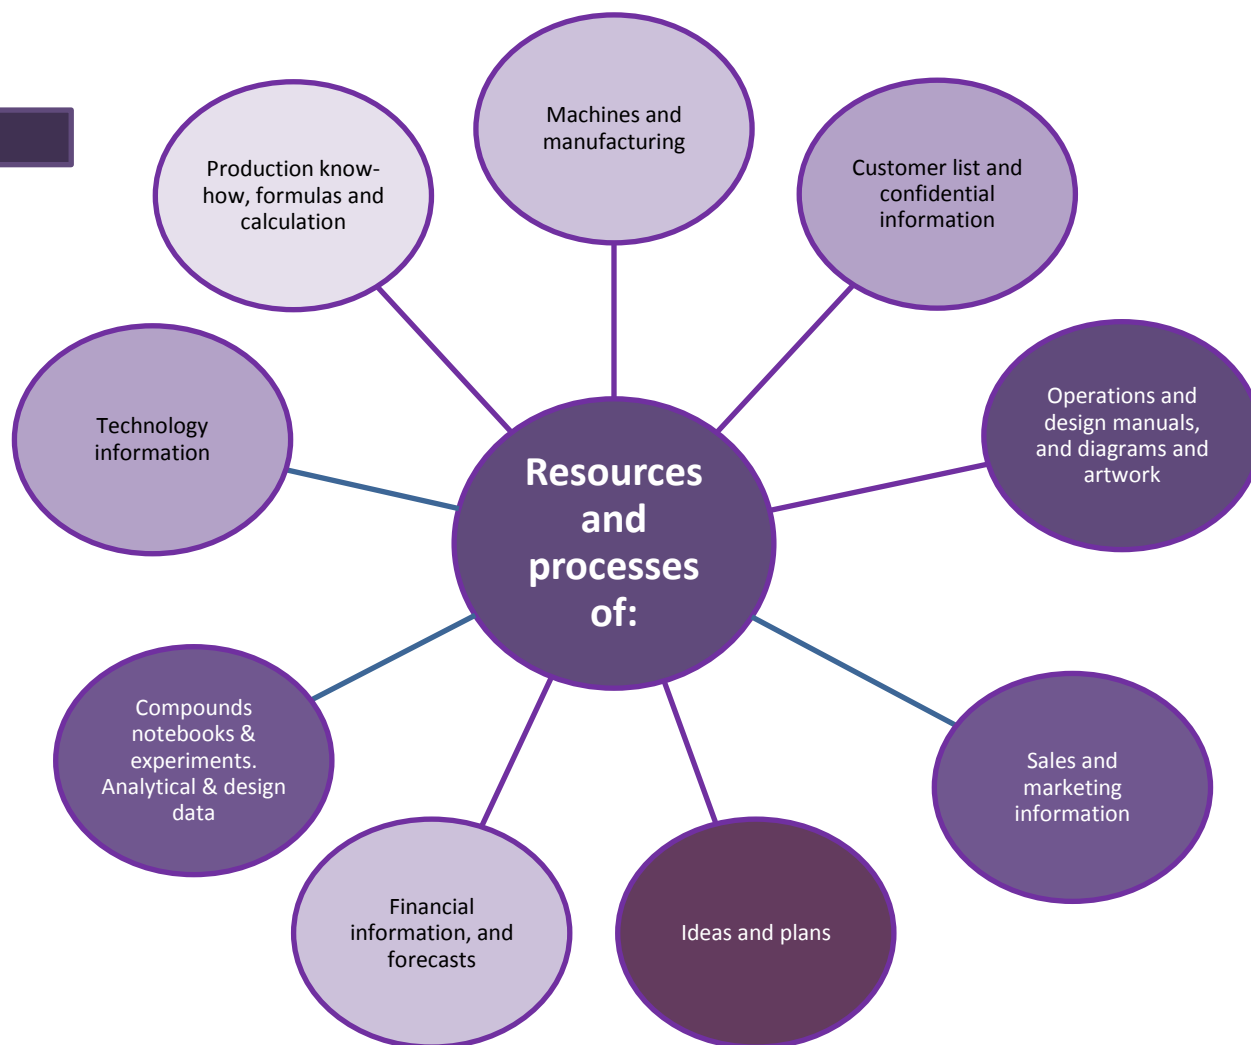 Machines and
manufacturing
Production know-
how, formulas and
calculation
Customer list and
confidential
information
Technology
information
Operations and
design manuals,
and diagrams and
artwork
Resources
and
processes
of:
Compounds
notebooks &
experiments.
Analytical & design
data
Sales and
marketing
information
Financial
information, and
forecasts
Ideas and plans